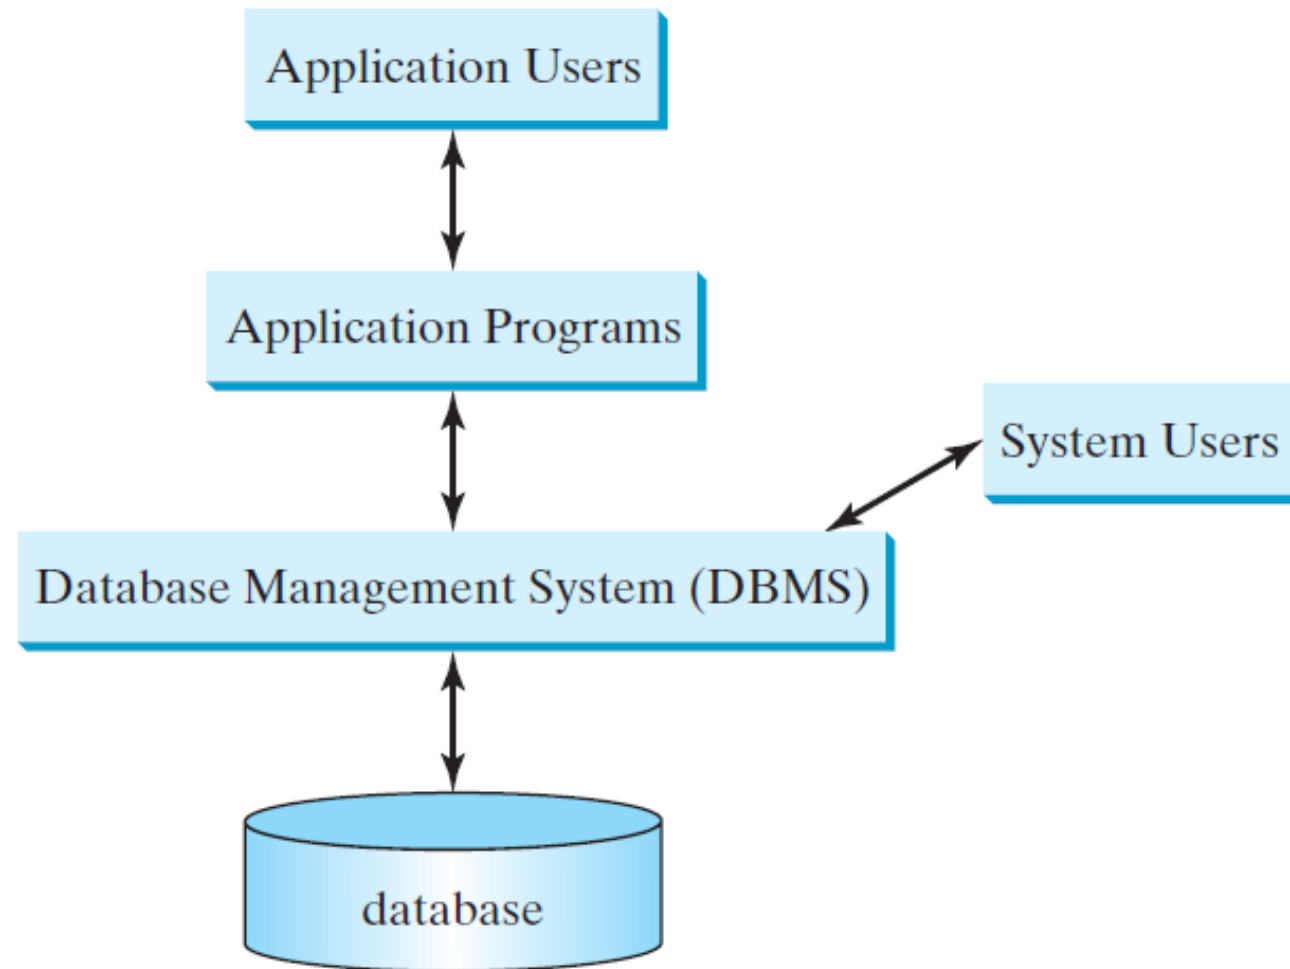 Application Users
Application Programs
System Users
Database Management System (DBMS)
database